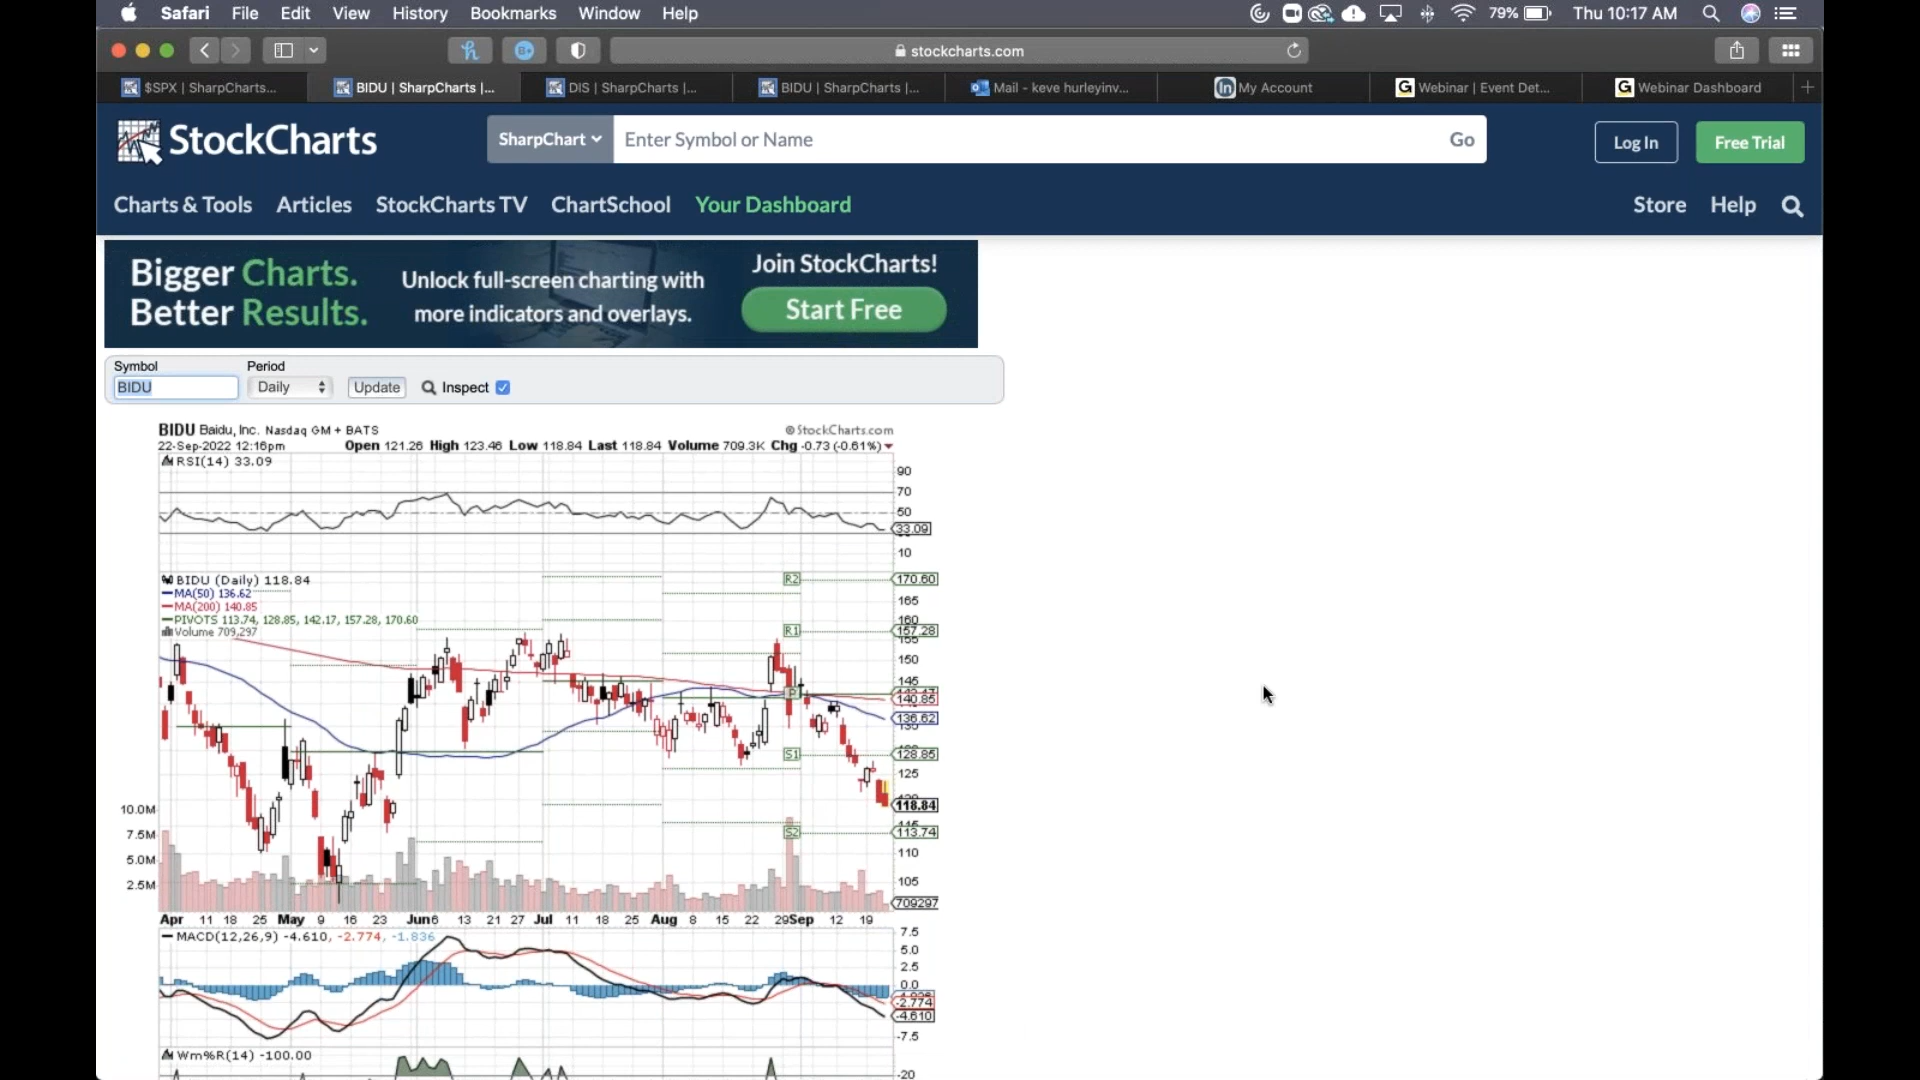 Safari File Edit View History Bookmarks Window Help 79% Thu 10:17 AM
stockcharts.com
$SPX | SharpCharts... BIDU | SharpCharts |... DIS | SharpCharts |... BIDU | SharpCharts |... Mail - keve hurleyinv... My Account Webinar | Event Det... Webinar Dashboard
StockCharts SharpChart Enter Symbol or Name Go Log In Free Trial
Charts & Tools Articles StockCharts TV ChartSchool Your Dashboard Store Help
Bigger Charts.
Better Results.
Unlock full-screen charting with
more indicators and overlays.
Join StockCharts!
Start Free
Symbol Period
BIDU Daily Update Inspect
BIDU Baidu, Inc. Nasdaq GM + BATS © StockCharts.com
22-Sep-2022 12:16pm Open 121.26 High 123.46 Low 118.84 Last 118.84 Volume 709.3K Chg -0.73 (-0.61%)
RSI(14) 33.09
90
70
50
33.09
10
BIDU (Daily) 118.84
MA(50) 136.62
MA(200) 140.85
PIVOTS 113.74, 128.85, 142.17, 157.28, 170.60
Volume 709,297
R2 170.60
165
160
R1 157.28
155
150
145
P 142.17
140.85
136.62
135
S1 128.85
125
118.84
115
S2 113.74
110
105
709297
10.0M
7.5M
5.0M
2.5M
Apr 11 18 25 May 9 16 23 Jun 6 13 21 27 Jul 11 18 25 Aug 8 15 22 29 Sep 12 19
MACD(12,26,9) -4.610, -2.774, -1.836
7.5
5.0
2.5
0.0
-2.774
-4.610
-7.5
Wm%R(14) -100.00
-20